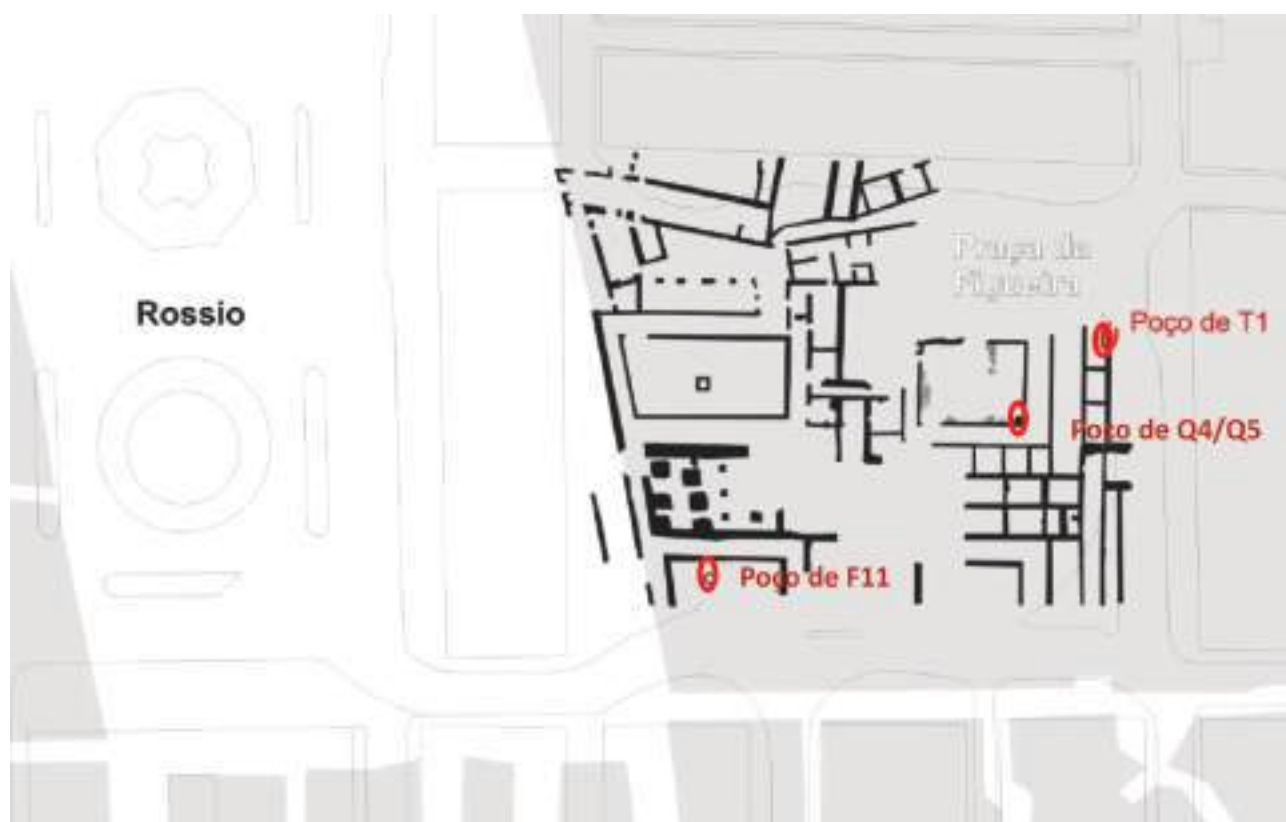 Praça da
Figueira
Rossio
Poço de T1
Poço de Q4/Q5
Poço de F11